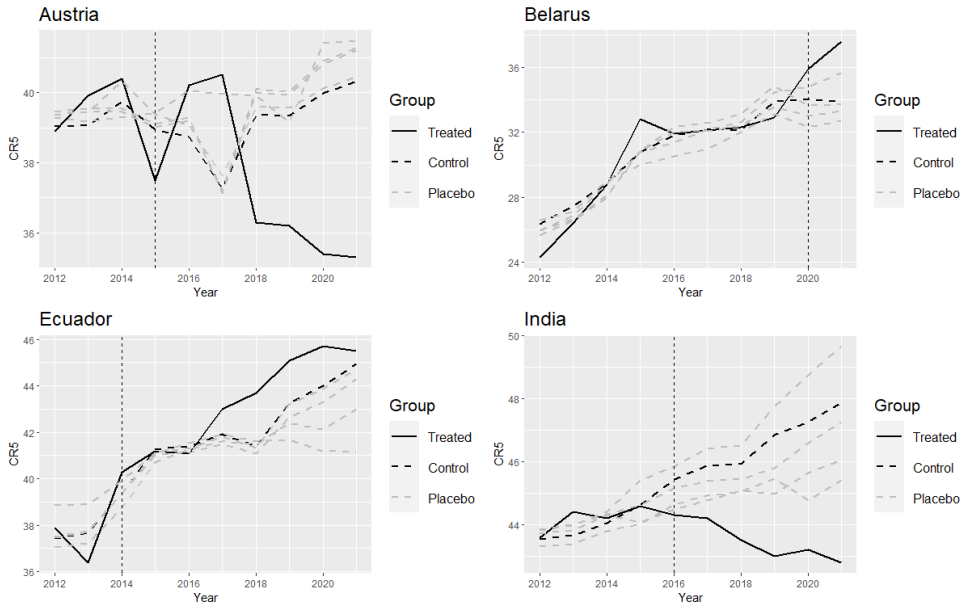 Austria
CR5
40
38
36
2012
2014
2016
2018
2020
Year
Group
Treated
Control
Placebo
Belarus
CR5
36
32
28
24
2012
2014
2016
2018
2020
Year
Group
Treated
Control
Placebo
Ecuador
CR5
46
44
42
40
38
36
2012
2014
2016
2018
2020
Year
Group
Treated
Control
Placebo
India
CR5
50
48
46
44
2012
2014
2016
2018
2020
Year
Group
Treated
Control
Placebo